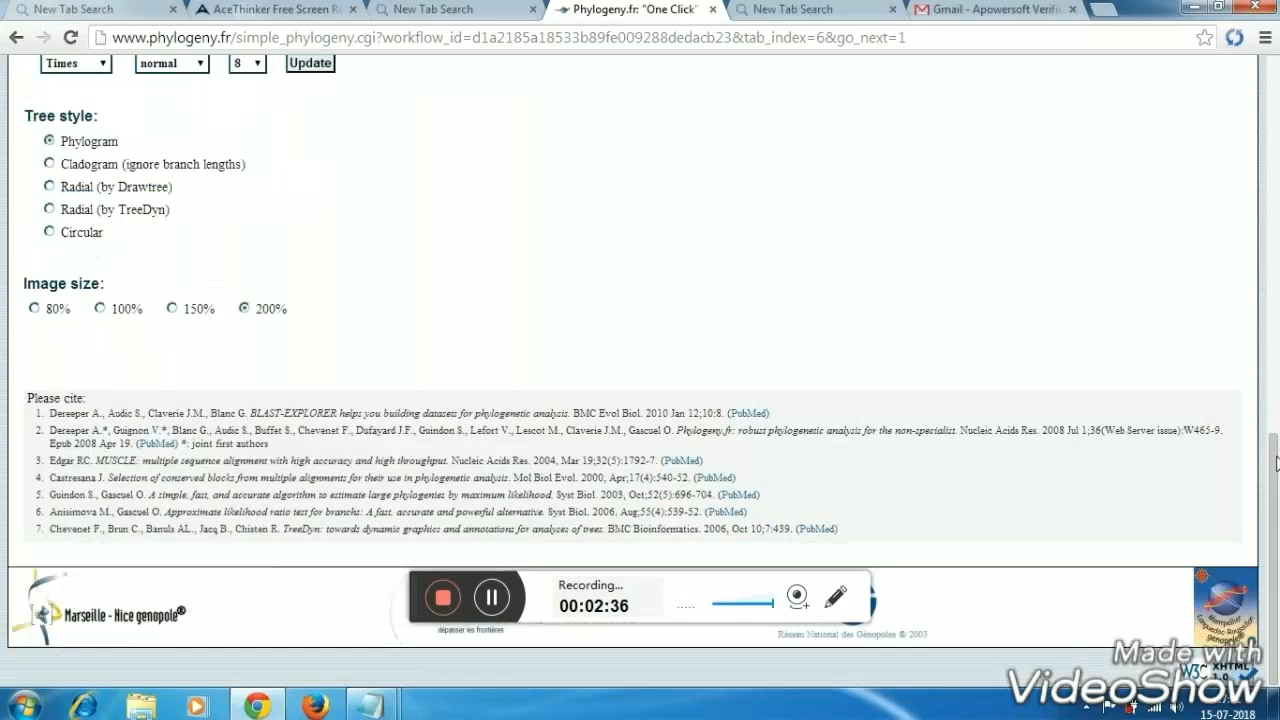 New Tab Search
AceThinker Free Screen R
New Tab Search
Phylogeny.fr: "One Click"
New Tab Search
Gmail - Apowersoft Verifi
www.phylogeny.fr/simple_phylogeny.cgi?workflow_id=d1a2185a18533b89fe009288dedacb23&tab_index=6&go_next=1
Times normal 8 Update
Tree style:
Phylogram
Cladogram (ignore branch lengths)
Radial (by Drawtree)
Radial (by TreeDyn)
Circular
Image size:
80% 100% 150% 200%
Please cite:
1. Dereeper A., Audic S., Claverie J.M., Blanc G. BLAST-EXPLORER helps you building datasets for phylogenetic analysis. BMC Evol Biol. 2010 Jan 12;10:8. (PubMed)
2. Dereeper A.*, Guignon V.*, Blanc G., Audic S., Buffet S., Chevenet F., Dufayard J.F., Guindon S., Lefort V., Lescot M., Claverie J.M., Gascuel O. Phylogeny.fr: robust phylogenetic analysis for the non-specialist. Nucleic Acids Res. 2008 Jul 1;36(Web Server issue):W465-9.
Epub 2008 Apr 19. (PubMed) *: joint first authors
3. Edgar RC. MUSCLE: multiple sequence alignment with high accuracy and high throughput. Nucleic Acids Res. 2004, Mar 19;32(5):1792-7. (PubMed)
4. Castresana J. Selection of conserved blocks from multiple alignments for their use in phylogenetic analysis. Mol Biol Evol. 2000, Apr;17(4):540-52. (PubMed)
5. Guindon S., Gascuel O. A simple, fast, and accurate algorithm to estimate large phylogenies by maximum likelihood. Syst Biol. 2003, Oct;52(5):696-704. (PubMed)
6. Anisimova M., Gascuel O. Approximate likelihood ratio test for branchs: A fast, accurate and powerful alternative. Syst Biol. 2006, Aug;55(4):539-52. (PubMed)
7. Chevenet F., Brun C., Banuls AL., Jacq B., Chisten R. TreeDyn: towards dynamic graphics and annotations for analyses of trees. BMC Bioinformatics. 2006, Oct 10;7:439. (PubMed)
Recording...
00:02:36
Marseille - Nice genopole®
dépasser les frontières
Réseau National des Génopoles © 2003
Montpellier
Languedoc-Roussillon
genopole
W3C XHTML
1.0
Made with
VideoShow
15-07-2018